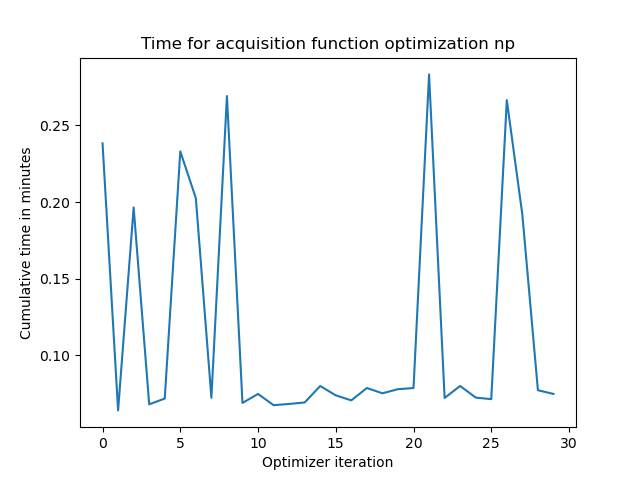 Time for acquisition function optimization np
Cumulative time in minutes
0.25
0.20
0.15
0.10
0 5 10 15 20 25 30
Optimizer iteration